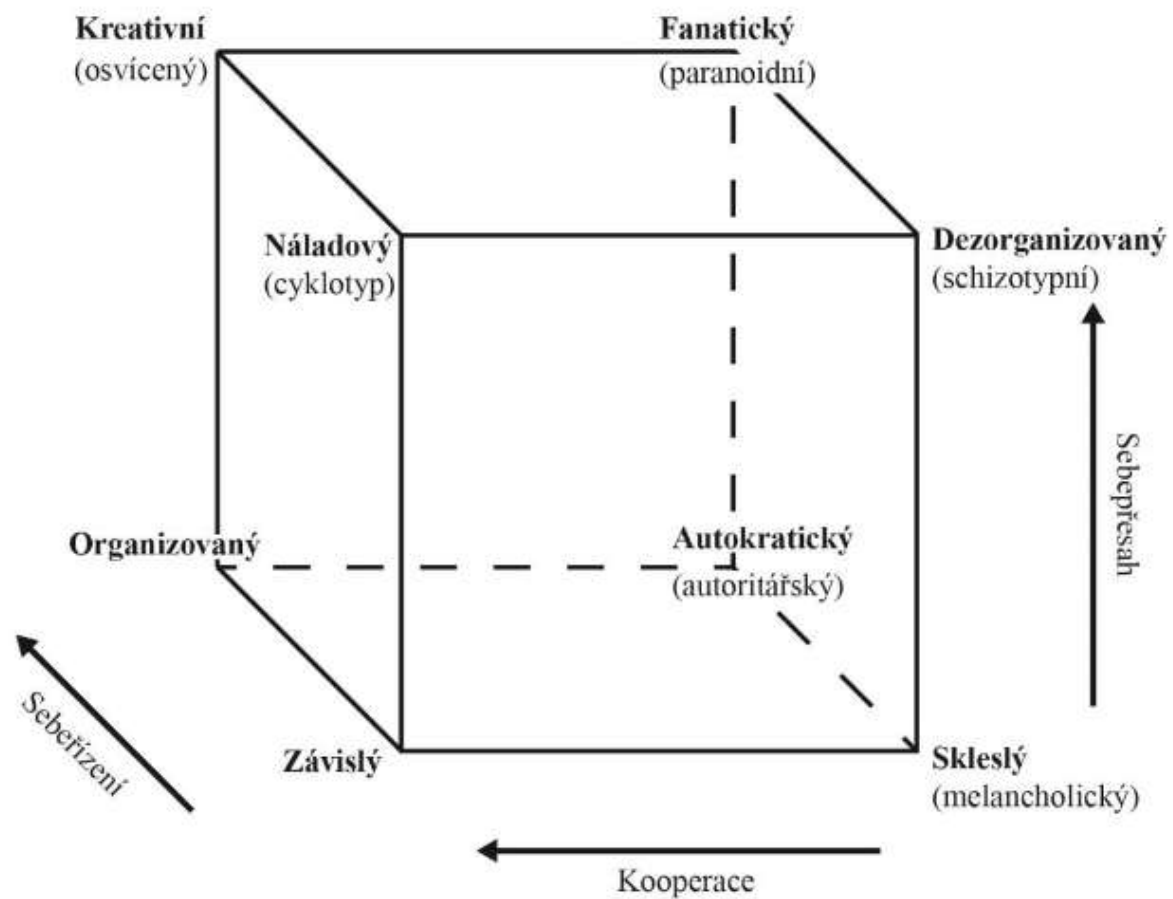 Kreativní
(osvícený)
Fanatický
(paranoidní)
Náladový
(cyklotyp)
Dezorganizovaný
(schizotypní)
Sebepřesah
Organizovaný
Autokratický
(autoritářský)
Sebeřízení
Závislý
Skleslý
(melancholický)
Kooperace